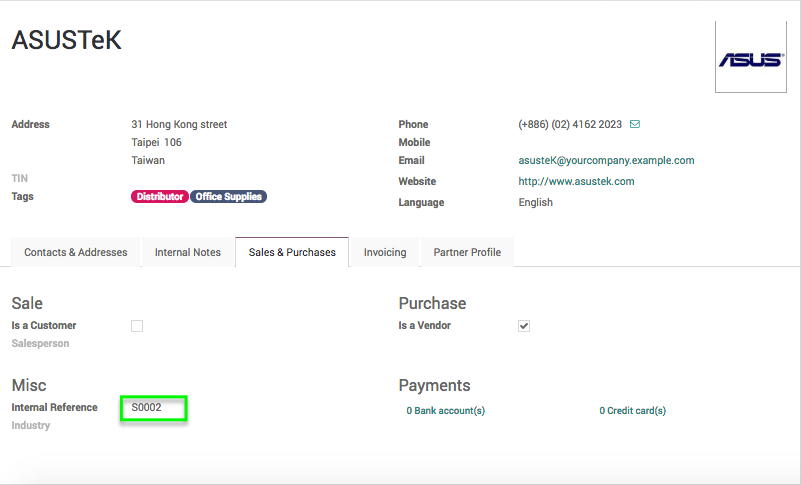 ASUSTeK
ASUS
Address
31 Hong Kong street
Taipei 106
Taiwan
TIN
Tags
Distributor Office Supplies
Phone
(+886) (02) 4162 2023
Mobile
Email
asusteK@yourcompany.example.com
Website
http://www.asustek.com
Language
English
Contacts & Addresses
Internal Notes
Sales & Purchases
Invoicing
Partner Profile
Sale
Is a Customer
Salesperson
Purchase
Is a Vendor
Misc
Internal Reference
S0002
Industry
Payments
0 Bank account(s)
0 Credit card(s)